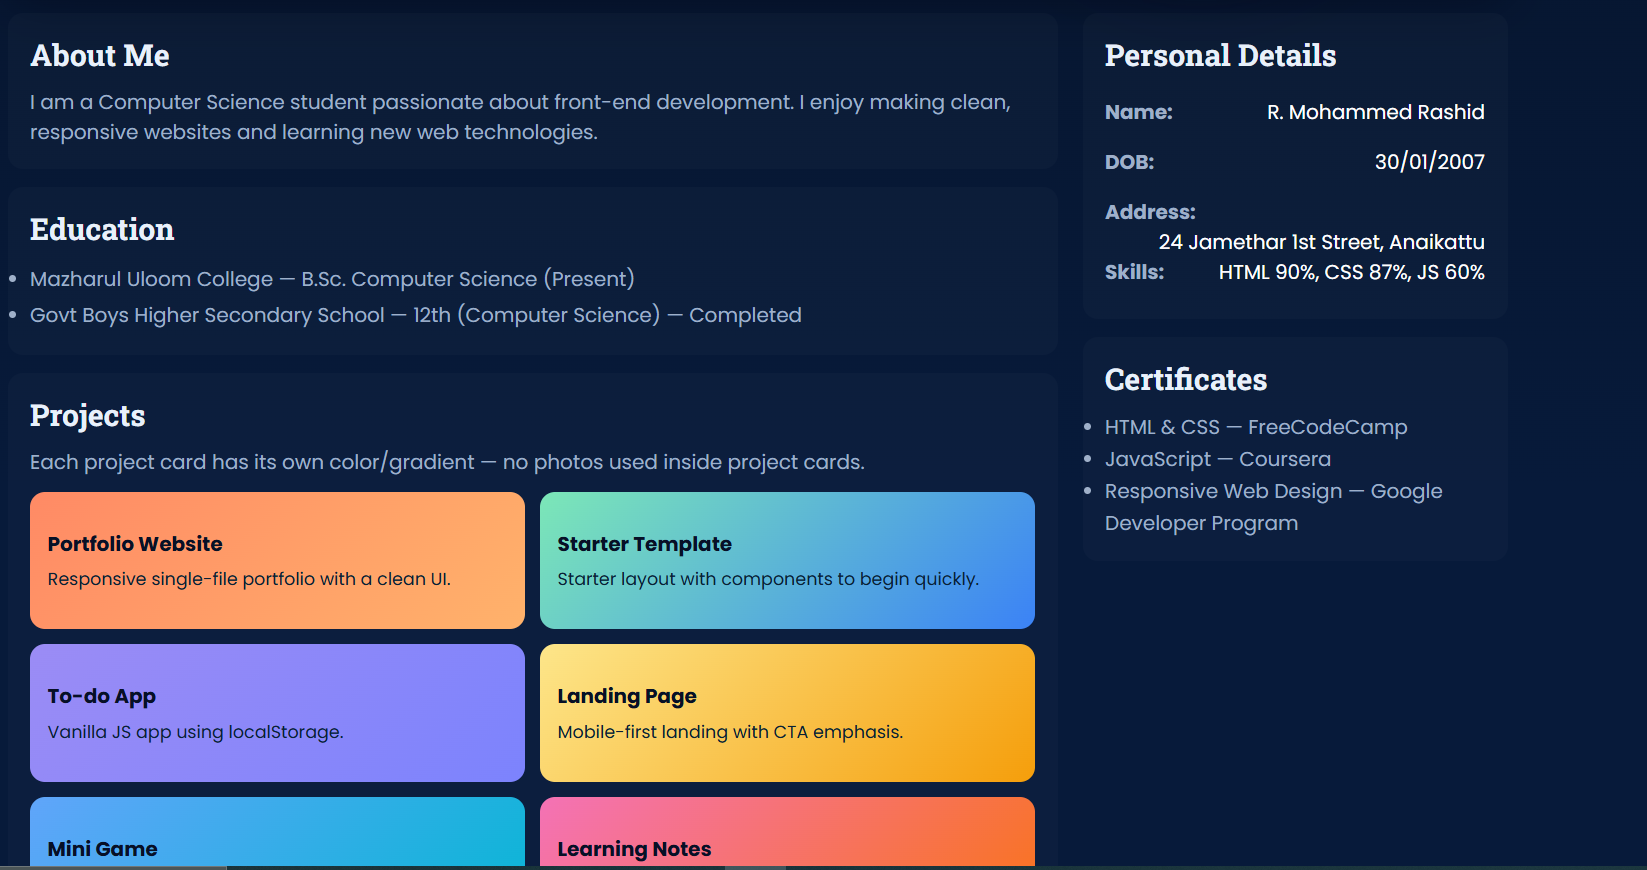 About Me
I am a Computer Science student passionate about front-end development. I enjoy making clean,
responsive websites and learning new web technologies.
Education
• Mazharul Uloom College — B.Sc. Computer Science (Present)
• Govt Boys Higher Secondary School — 12th (Computer Science) — Completed
Projects
Each project card has its own color/gradient — no photos used inside project cards.
Portfolio Website
Responsive single-file portfolio with a clean UI.
Starter Template
Starter layout with components to begin quickly.
To-do App
Vanilla JS app using localStorage.
Landing Page
Mobile-first landing with CTA emphasis.
Mini Game
Learning Notes
Personal Details
Name: R. Mohammed Rashid
DOB: 30/01/2007
Address:
24 Jamethar 1st Street, Anaikattu
Skills: HTML 90%, CSS 87%, JS 60%
Certificates
• HTML & CSS — FreeCodeCamp
• JavaScript — Coursera
• Responsive Web Design — Google
Developer Program